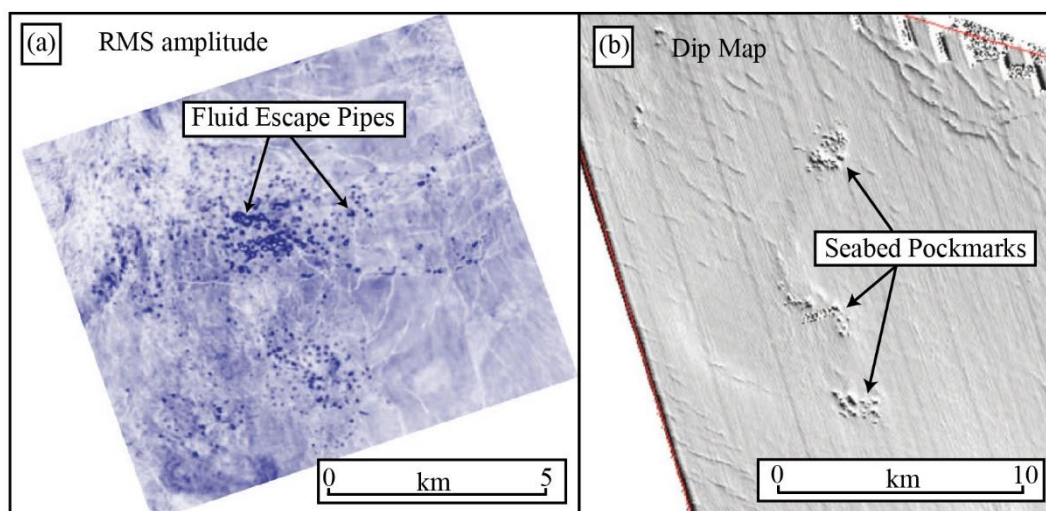 (a)
RMS amplitude
Fluid Escape Pipes
0
5
km
(b)
Dip Map
Seabed Pockmarks
0
10
km